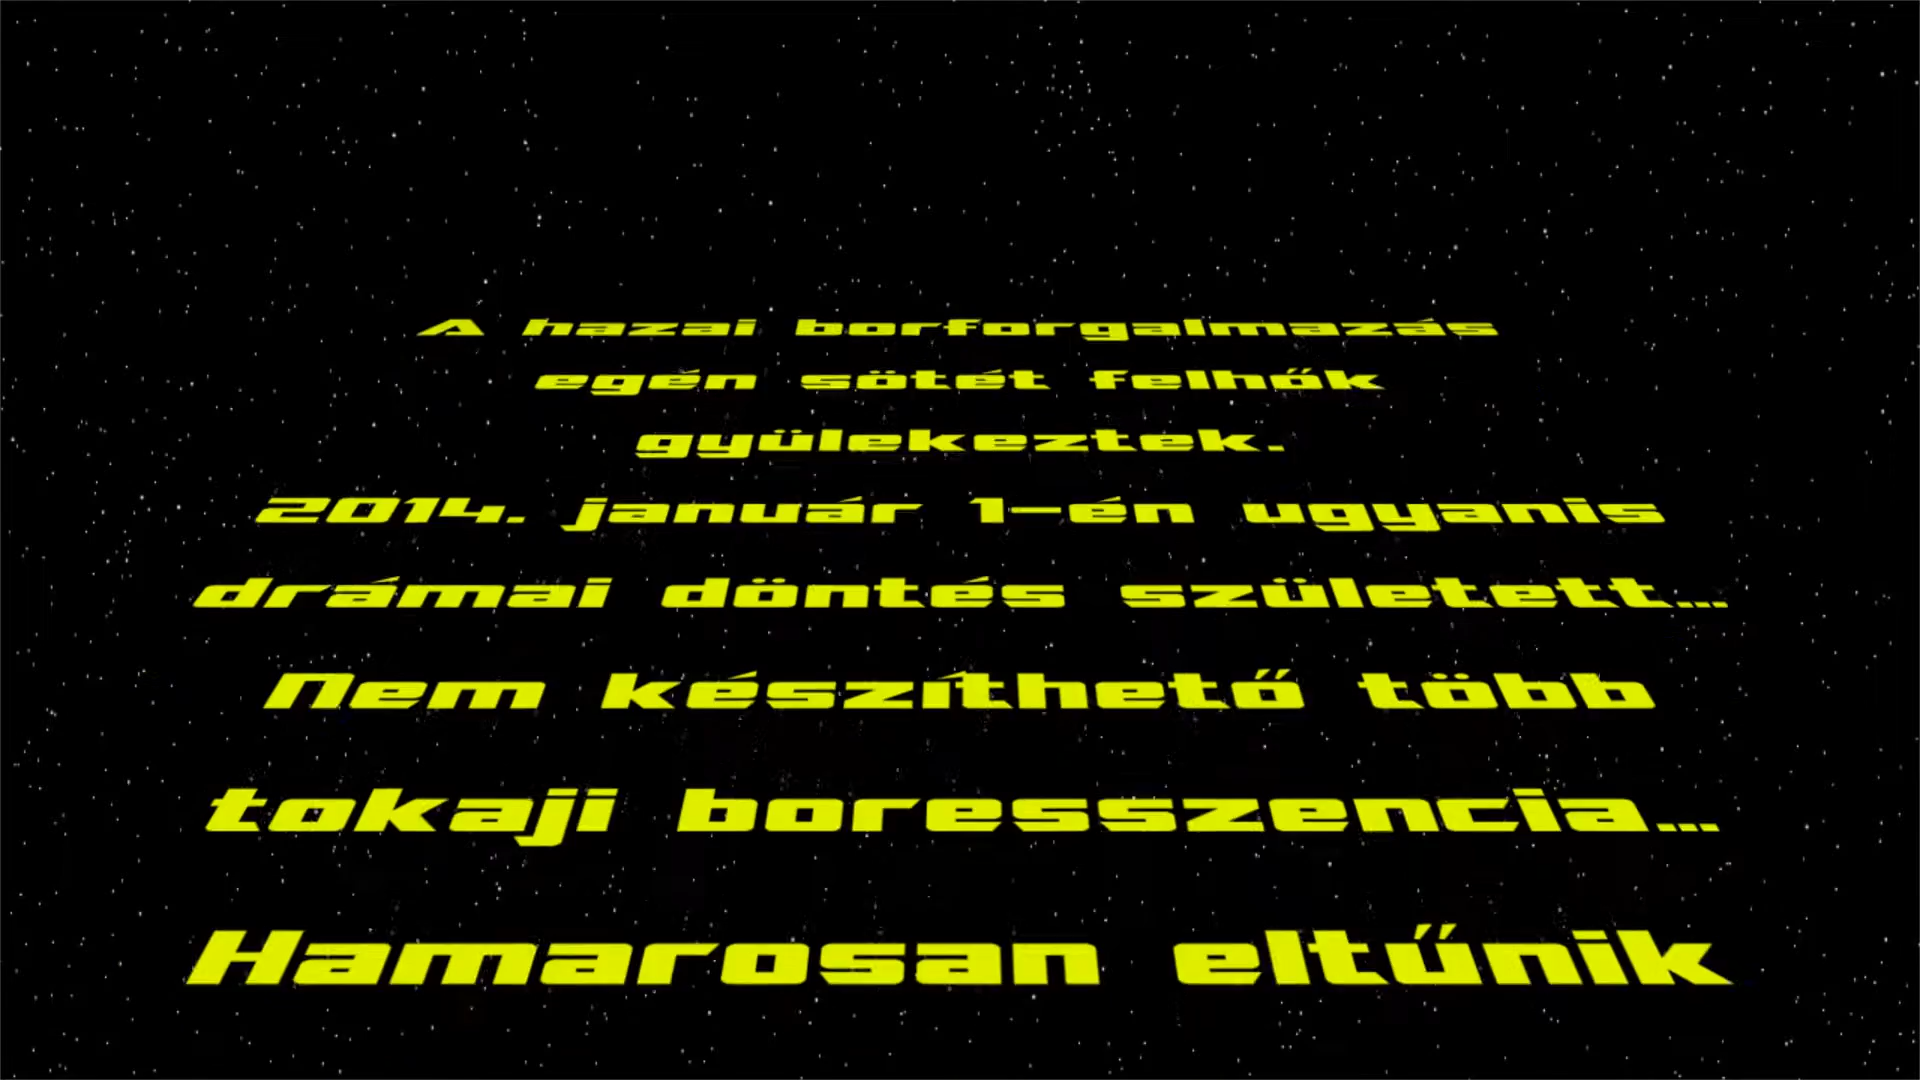 A hazai borforgalmazás
egén sötét felhők
gyülekeztek.
2014. január 1-én ugyanis
drámai döntés született...
Nem készíthető több
tokaji boresszencia...
Hamarosan eltűnik